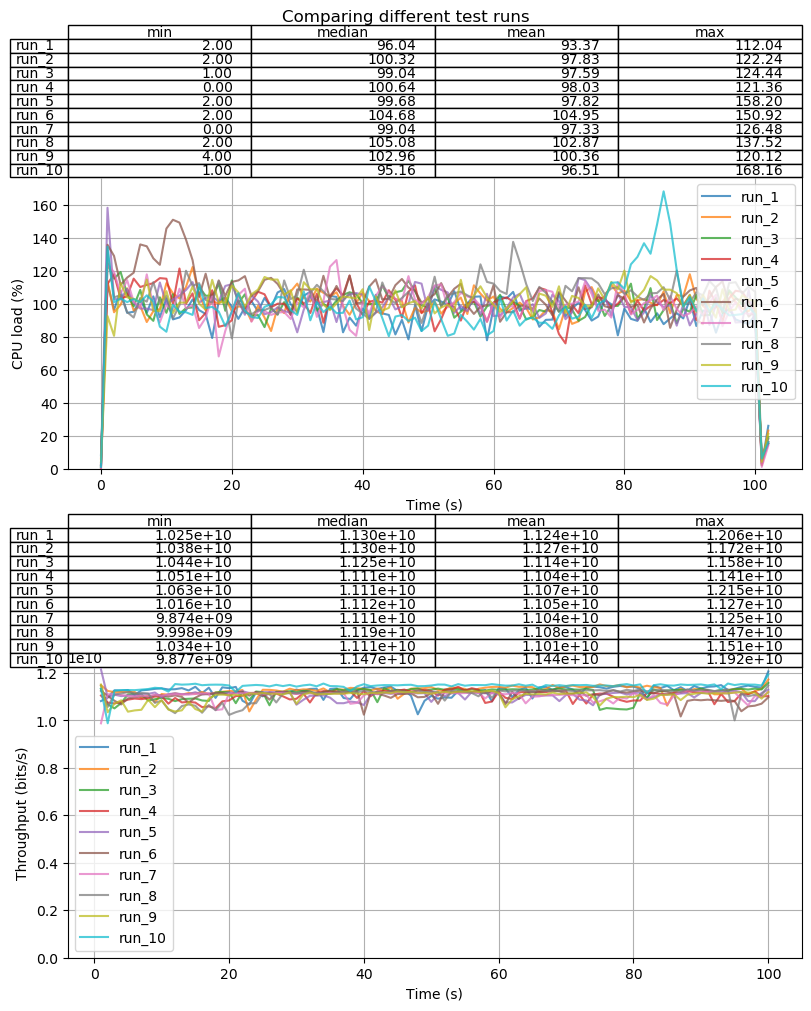 Comparing different test runs
min median mean max
run_1 2.00 96.04 93.37 112.04
run_2 2.00 100.32 97.83 122.24
run_3 1.00 99.04 97.59 124.44
run_4 0.00 100.64 98.03 121.36
run_5 2.00 99.68 97.82 158.20
run_6 2.00 104.68 104.95 150.92
run_7 0.00 99.04 97.33 126.48
run_8 2.00 105.08 102.87 137.52
run_9 4.00 102.96 100.36 120.12
run_10 1.00 95.16 96.51 168.16
160
140
120
100
80
60
40
20
0
CPU load (%)
run_1
run_2
run_3
run_4
run_5
run_6
run_7
run_8
run_9
run_10
0 20 40 60 80 100
Time (s)
min median mean max
run_1 1.025e+10 1.130e+10 1.124e+10 1.206e+10
run_2 1.038e+10 1.130e+10 1.127e+10 1.172e+10
run_3 1.044e+10 1.125e+10 1.114e+10 1.158e+10
run_4 1.051e+10 1.111e+10 1.104e+10 1.141e+10
run_5 1.063e+10 1.111e+10 1.104e+10 1.215e+10
run_6 1.016e+10 1.112e+10 1.105e+10 1.127e+10
run_7 9.874e+09 1.111e+10 1.104e+10 1.125e+10
run_8 9.998e+09 1.119e+10 1.108e+10 1.147e+10
run_9 1.034e+10 1.111e+10 1.101e+10 1.151e+10
run_10 9.877e+09 1.147e+10 1.144e+10 1.192e+10
1e10
1.2
1.0
0.8
0.6
0.4
0.2
0.0
Throughput (bits/s)
run_1
run_2
run_3
run_4
run_5
run_6
run_7
run_8
run_9
run_10
0 20 40 60 80 100
Time (s)